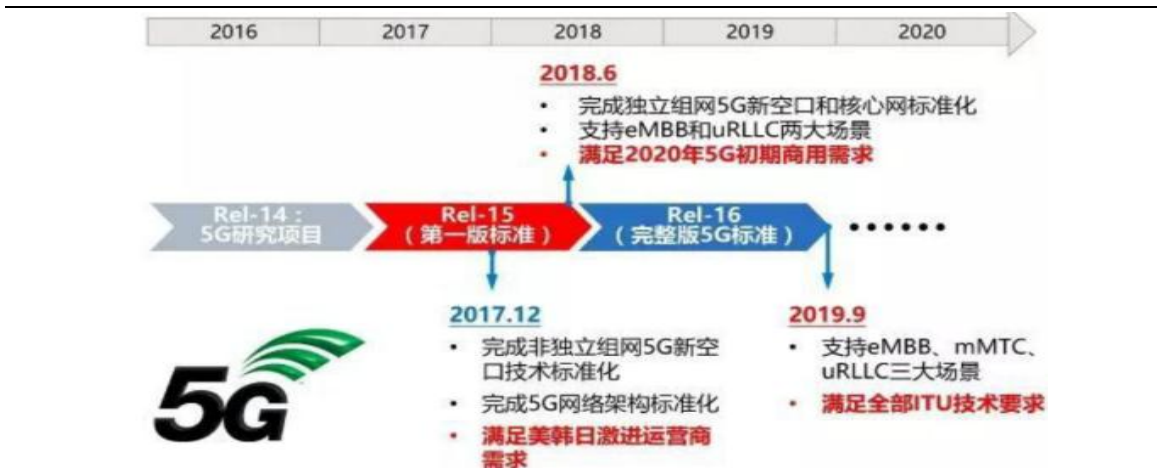 2016 2017 2018 2019 2020
2018.6
• 完成独立组网5G新空口和核心网标准化
• 支持eMBB和uRLLC两大场景
• 满足2020年5G初期商用需求
Rel-14：
5G研究项目
Rel-15
（第一版标准）
Rel-16
（完整版5G标准）
••••••
2017.12
• 完成非独立组网5G新空
口技术标准化
• 完成5G网络架构标准化
• 满足美韩日激进运营商
需求
2019.9
• 支持eMBB、mMTC、
uRLLC三大场景
• 满足全部ITU技术要求
5G